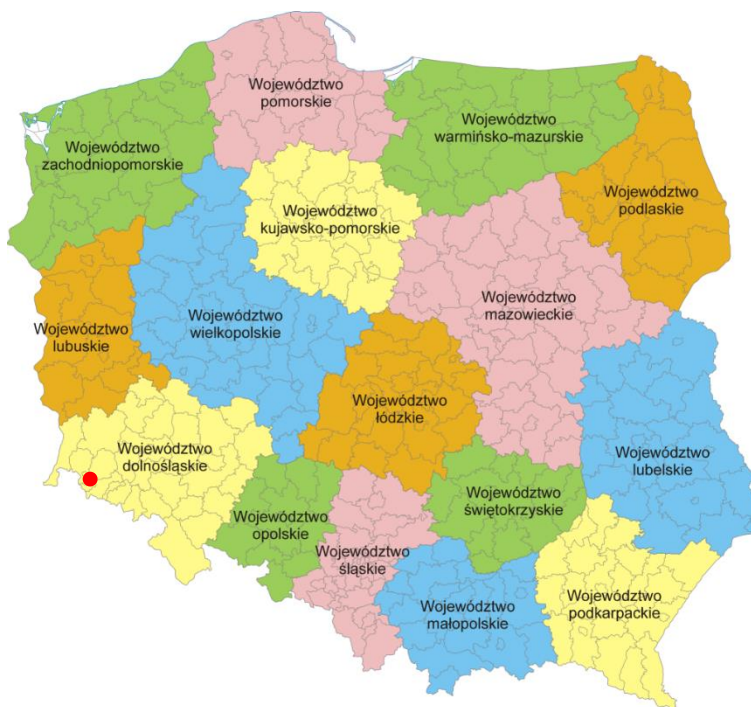 Województwo
pomorskie
Województwo
warmińsko-mazurskie
Województwo
zachodniopomorskie
Województwo
podlaskie
Województwo
kujawsko-pomorskie
Województwo
mazowieckie
Województwo
wielkopolskie
Województwo
lubuskie
Województwo
łódzkie
Województwo
dolnośląskie
Województwo
lubelskie
Województwo
świętokrzyskie
Województwo
opolskie
Województwo
śląskie
Województwo
małopolskie
Województwo
podkarpackie